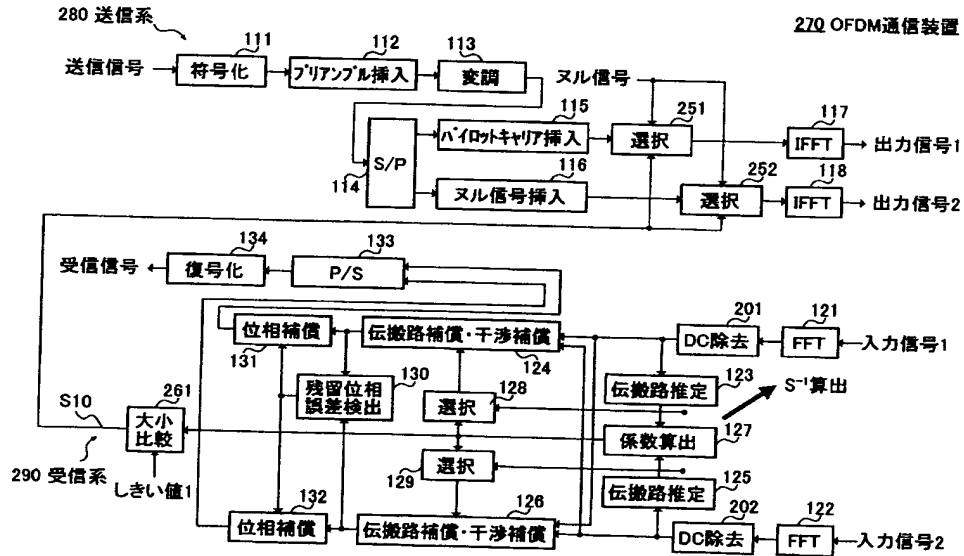 280 送信系
270 OFDM通信装置
111
112
113
送信信号
符号化
プリアンブル挿入
変調
ヌル信号
115
251
117
パイロットキャリア挿入
選択
IFFT
出力信号1
S/P
114
116
252
118
ヌル信号挿入
選択
IFFT
出力信号2
134
133
受信信号
復号化
P/S
201
121
位相補償
伝搬路補償・干渉補償
DC除去
FFT
入力信号1
131
124
130
128
123
残留位相
誤差検出
選択
伝搬路推定
S⁻¹算出
261
S10
大小
比較
係数算出
127
選択
129
125
290 受信系
しきい値1
伝搬路推定
132
126
202
122
位相補償
伝搬路補償・干渉補償
DC除去
FFT
入力信号2